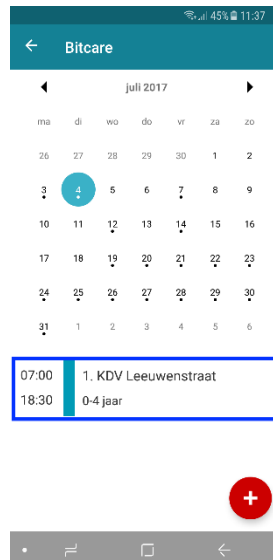 45% 11:37
Bitcare
juli 2017
ma di wo do vr za zo
26 27 28 29 30 1 2
3 4 5 6 7 8 9
10 11 12 13 14 15 16
17 18 19 20 21 22 23
24 25 26 27 28 29 30
31 1 2 3 4 5 6
07:00 1. KDV Leeuwenstraat
18:30 0-4 jaar
+